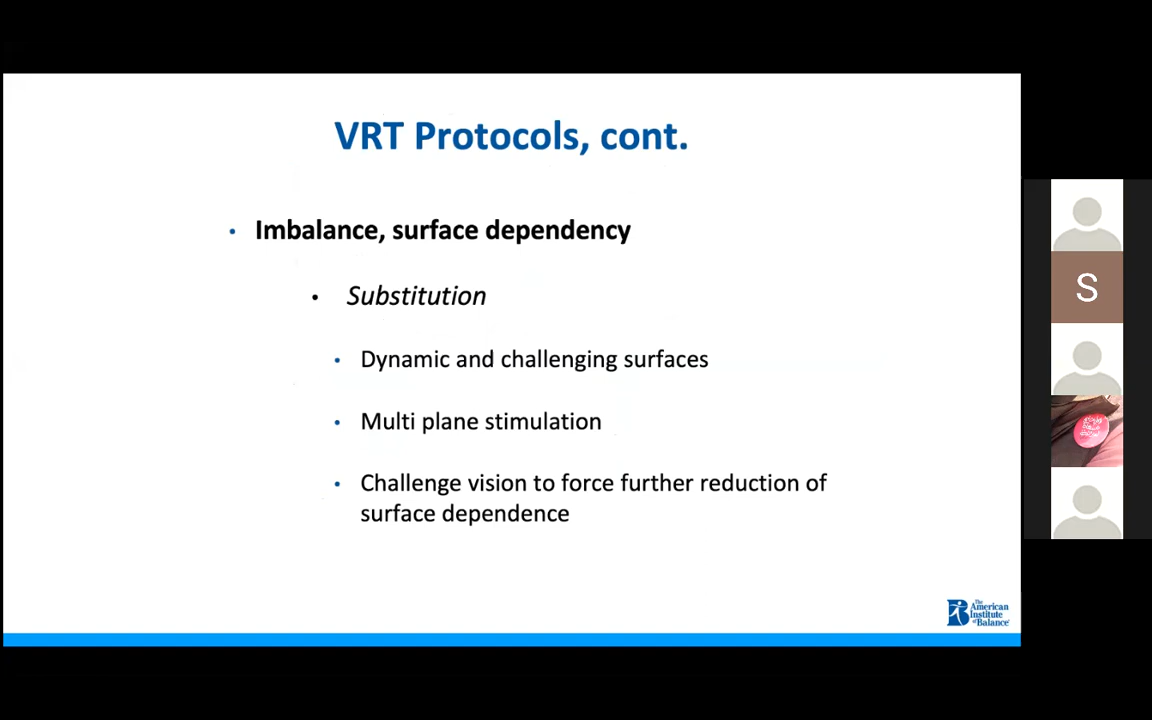 VRT Protocols, cont.
• Imbalance, surface dependency
• Substitution
• Dynamic and challenging surfaces
• Multi plane stimulation
• Challenge vision to force further reduction of
surface dependence
The
American
Institute
of Balance
S